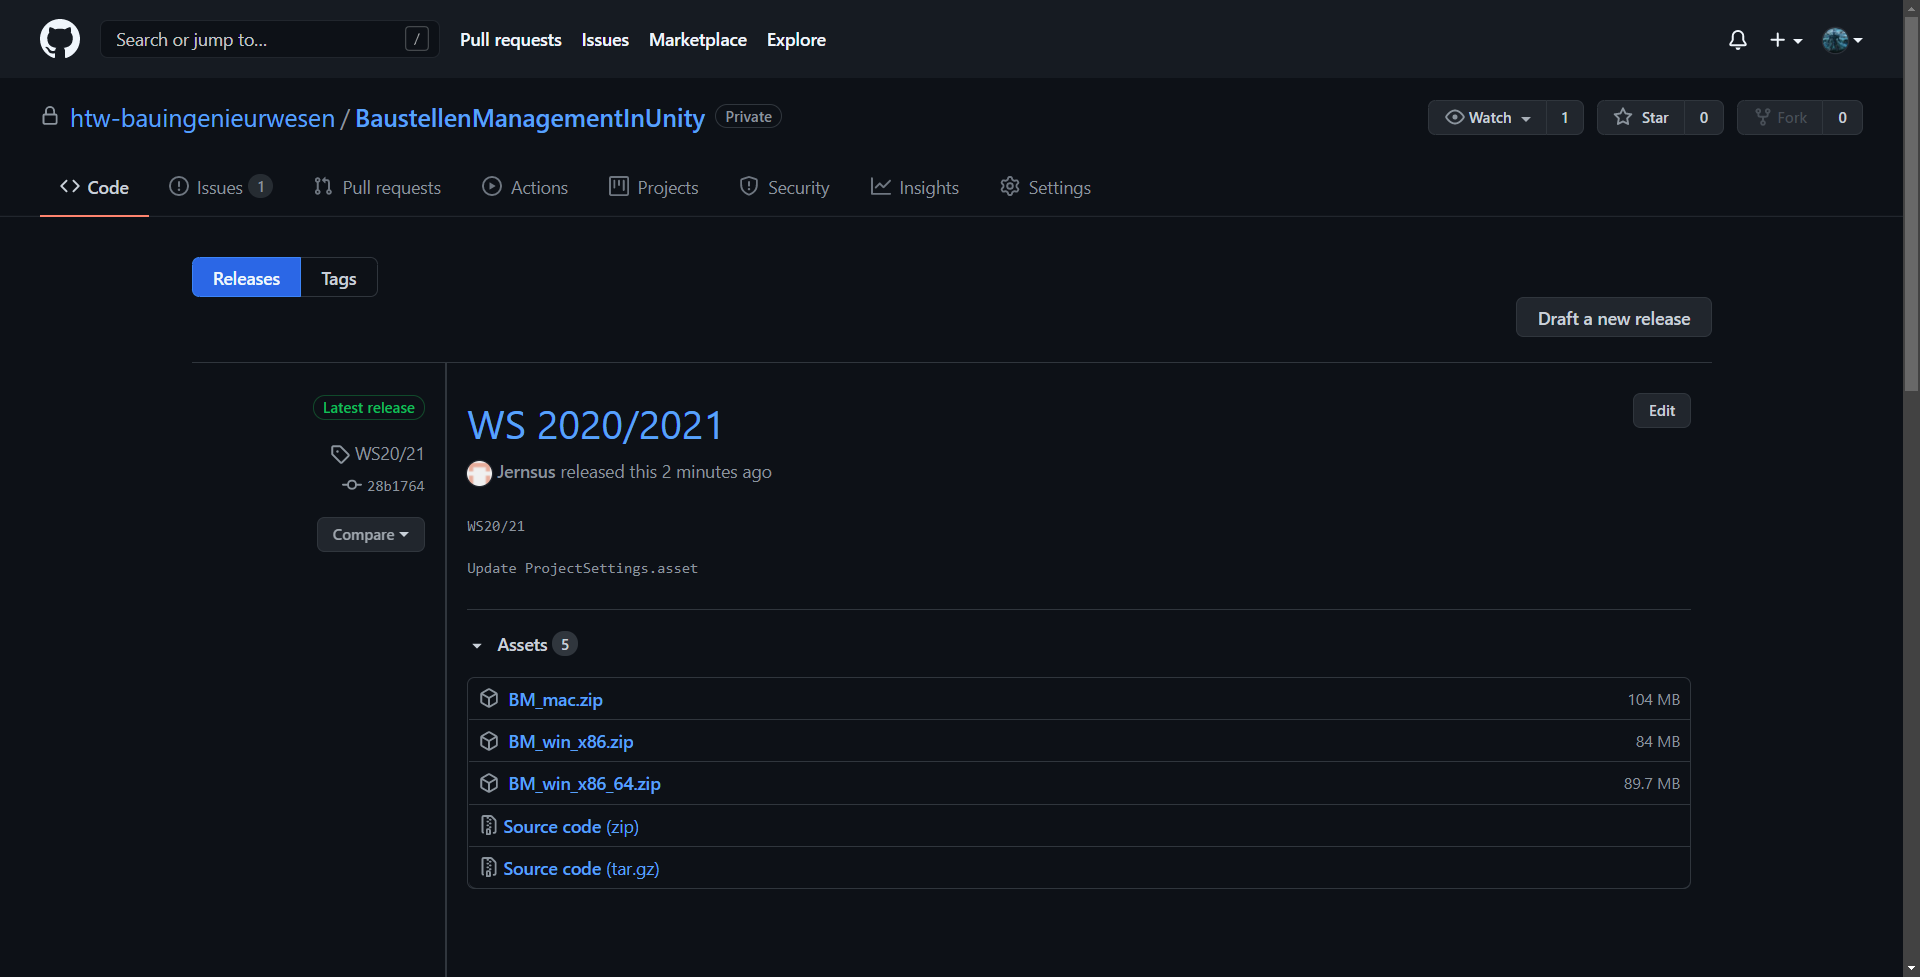 Search or jump to... /
Pull requests Issues Marketplace Explore
htw-bauingenieurwesen / BaustellenManagementInUnity Private
Watch 1 Star 0 Fork 0
Code Issues 1 Pull requests Actions Projects Security Insights Settings
Releases Tags
Draft a new release
Latest release
WS20/21
28b1764
Compare
WS 2020/2021
Edit
Jernsus released this 2 minutes ago
WS20/21
Update ProjectSettings.asset
Assets 5
BM_mac.zip 104 MB
BM_win_x86.zip 84 MB
BM_win_x86_64.zip 89.7 MB
Source code (zip)
Source code (tar.gz)